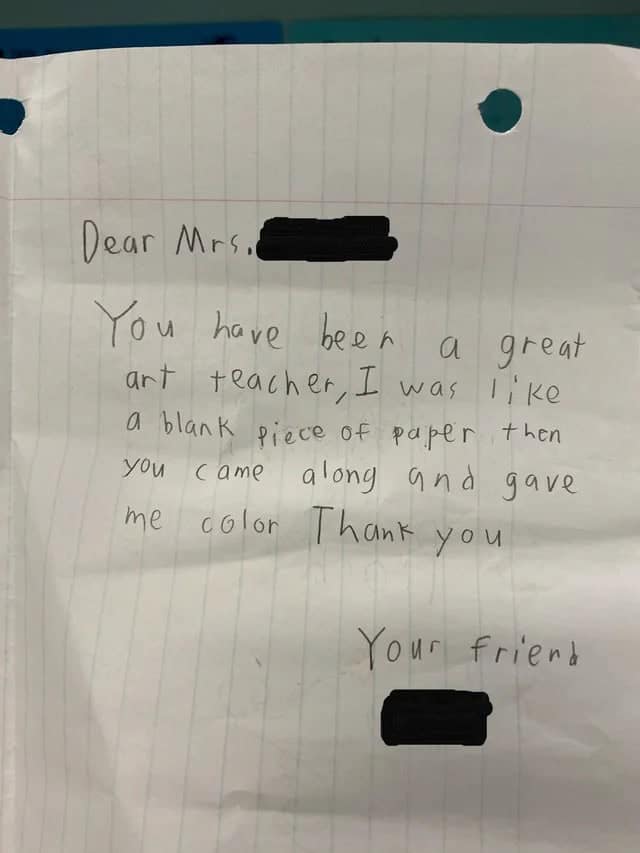 Dear Mrs.
You have been a great
art teacher, I was like
a blank piece of paper then
you came along and gave
me color Thank you
Your friend